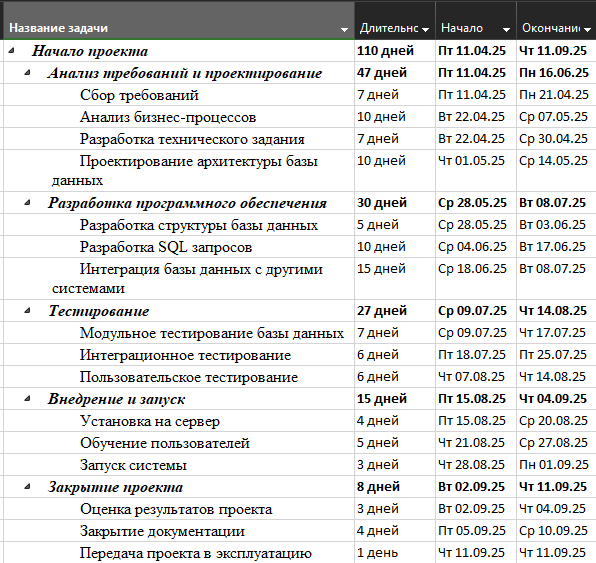 Название задачи Длительнс Начало Окончание
Начало проекта 110 дней Пт 11.04.25 Чт 11.09.25
Анализ требований и проектирование 47 дней Пт 11.04.25 Пн 16.06.25
Сбор требований 7 дней Пт 11.04.25 Пн 21.04.25
Анализ бизнес-процессов 10 дней Вт 22.04.25 Ср 07.05.25
Разработка технического задания 7 дней Вт 22.04.25 Ср 30.04.25
Проектирование архитектуры базы 10 дней Чт 01.05.25 Ср 14.05.25
данных
Разработка программного обеспечения 30 дней Ср 28.05.25 Вт 08.07.25
Разработка структуры базы данных 5 дней Ср 28.05.25 Вт 03.06.25
Разработка SQL запросов 10 дней Ср 04.06.25 Вт 17.06.25
Интеграция базы данных с другими 15 дней Ср 18.06.25 Вт 08.07.25
системами
Тестирование 27 дней Ср 09.07.25 Чт 14.08.25
Модульное тестирование базы данных 7 дней Ср 09.07.25 Чт 17.07.25
Интеграционное тестирование 6 дней Пт 18.07.25 Пт 25.07.25
Пользовательское тестирование 6 дней Чт 07.08.25 Чт 14.08.25
Внедрение и запуск 15 дней Пт 15.08.25 Чт 04.09.25
Установка на сервер 4 дней Пт 15.08.25 Ср 20.08.25
Обучение пользователей 5 дней Чт 21.08.25 Ср 27.08.25
Запуск системы 3 дней Чт 28.08.25 Пн 01.09.25
Закрытие проекта 8 дней Вт 02.09.25 Чт 11.09.25
Оценка результатов проекта 3 дней Вт 02.09.25 Чт 04.09.25
Закрытие документации 4 дней Пт 05.09.25 Ср 10.09.25
Передача проекта в эксплуатацию 1 день Чт 11.09.25 Чт 11.09.25